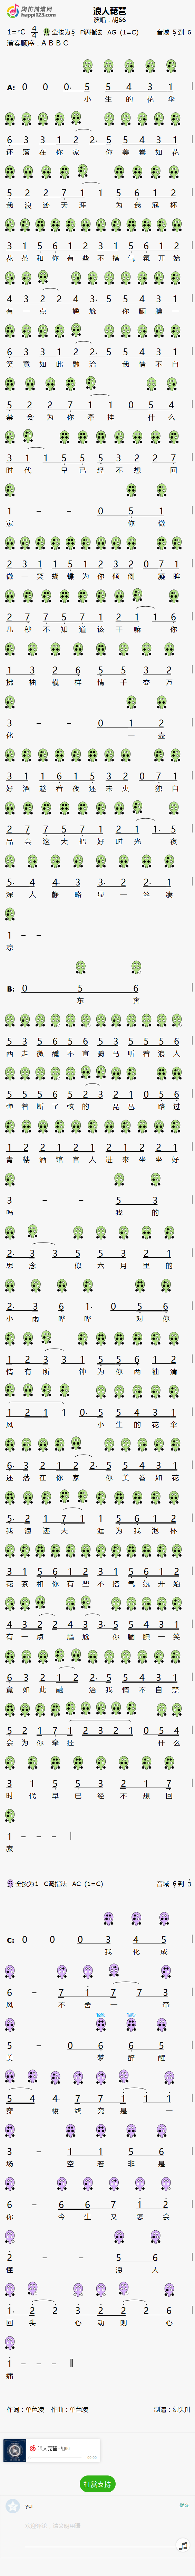 陶笛简谱网
happi123.com
浪人琵琶
演唱：胡66
1=♯C 4/4 全按为5 F调指法 AG (1=C) 音域 5 到 6
演奏顺序：A B B C
A: 0 0 0· 5 5 4 3 1
小生的花伞
6 3 3 1 2 2· 5 5 4 3 1
还落在你家 你美眷如花
5 2 2 7 1 1 5 6 1 2
我浪迹天涯 为我泡杯
3 1 5 6 1 2 3 1 5 6 1 2
花茶和你有些不搭气氛开始
4 3 2 2 4 3· 5 5 4 3 1
有一点尴尬 你腼腆一
6 3 3 1 2 2· 5 5 4 3 1
笑竟如此融洽 我情不自
5 2 2 7 1 1 0 5 4
禁会为你牵挂 什么
3 1 1 5 5 3 2 2 7
时代 早已经不想回
1 - - 0 5 1
家 你微
2 3 1 1 5 1 2 3 2 0 7 1
微一笑蝴蝶为你倾倒 凝眸
2 7 7 5 7 1 2 1 1 6
几秒不知道该干嘛 你
1 3 2 6 5 5 3 2
拂袖模样情千变万
3 - - 0 1 2
化 一壶
3 1 1 6 1 5 3 2 0 7 1
好酒趁着夜还未央 独自
2 7 7 5 7 1 2 1 1· 5
品尝这大把好时光 夜
5· 4 4· 3 3· 2 2· 1
深人静略显一丝凄
1 - -
凉
B: 0 5 6
东奔
5 3 5 6 5 6 5 3 5 5 3 5
西走微醺不宜骑马听着浪人
5 5 5 6 5 2 3 2 1 0 5 6
弹着断了弦的琵琶 路过
1 2 2 1 2 1 2 1 2 2 1
青楼酒馆官人进来坐坐好
3 - - 5 3
吗 我的
2· 3 3 5 5 3 2 1
思念 似六月里的
2· 3 6 1· 0 5 6
小雨哗哗 对你
1 2 3 3 1 5 5 6 1 2
情有所钟为你两袖清
1 2 1 1 0· 5 5 4 3 1
风 小生的花伞
6· 3 2 1 2 2· 5 5 4 3 1
还落在你家 你美眷如花
5· 2 1 7 1 1 5 5 6 1 2
我浪迹天涯 为我泡杯
3 1 5 6 1 2 3 1 5 6 1 2
花茶和你有些不搭气氛开始
4 3 2 2 4 3· 5 5 4 3 1
有一点尴尬 你腼腆一笑
6 3 2 1 2 2· 5 5 4 3 1
竟如此融洽我情不自禁
5 2 1 7 1 2 3 2 1 0 5 4
会为你牵挂 什么
3 1 5 5 3 2 1 7
时代早已经不想回
1 - - -
家
全按为1 C调指法 AC (1=C) 音域 6 到 3
C: 0 0 0 3 4 5
我化成
6 - 7 1 7 7 3
风 不舍一帘
5 - 0 6 6 5
美 梦醉醒
5 4 4· 7 7 1 1 1
穿 梭终究是一
3 - 1 1 5 6
场 空若非是
6 - 6 6 7 1 2
你 今生又怎会
2 - - 5 6
懂 浪人
1· 2 2 3 2 2 2 6
回头 心动则心
1 - - -
痛
作词：单色凌 作曲：单色凌 制谱：幻失叶
浪人琵琶 - 胡66
打赏支持
yci